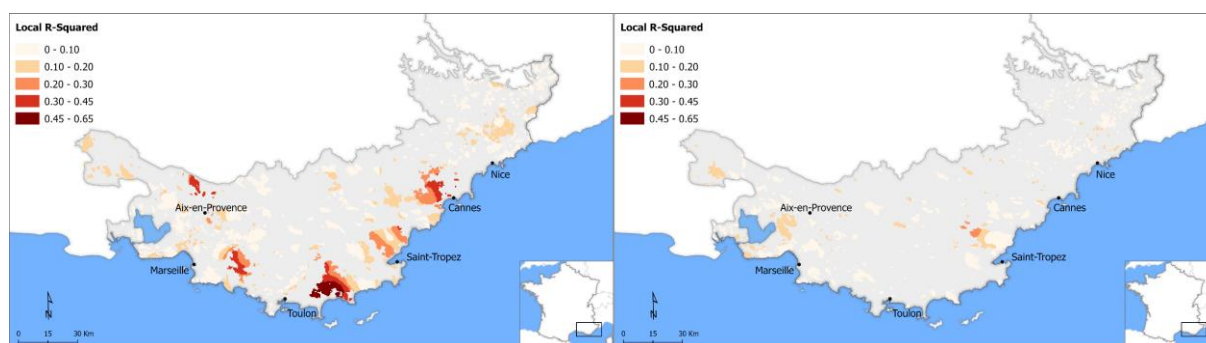 Local R-Squared
0 - 0.10
0.10 - 0.20
0.20 - 0.30
0.30 - 0.45
0.45 - 0.65
Nice
Cannes
Aix-en-Provence
Saint-Tropez
Marseille
Toulon
N
0 15 30 Km
Local R-Squared
0 - 0.10
0.10 - 0.20
0.20 - 0.30
0.30 - 0.45
0.45 - 0.65
Nice
Cannes
Aix-en-Provence
Saint-Tropez
Marseille
Toulon
N
0 15 30 Km